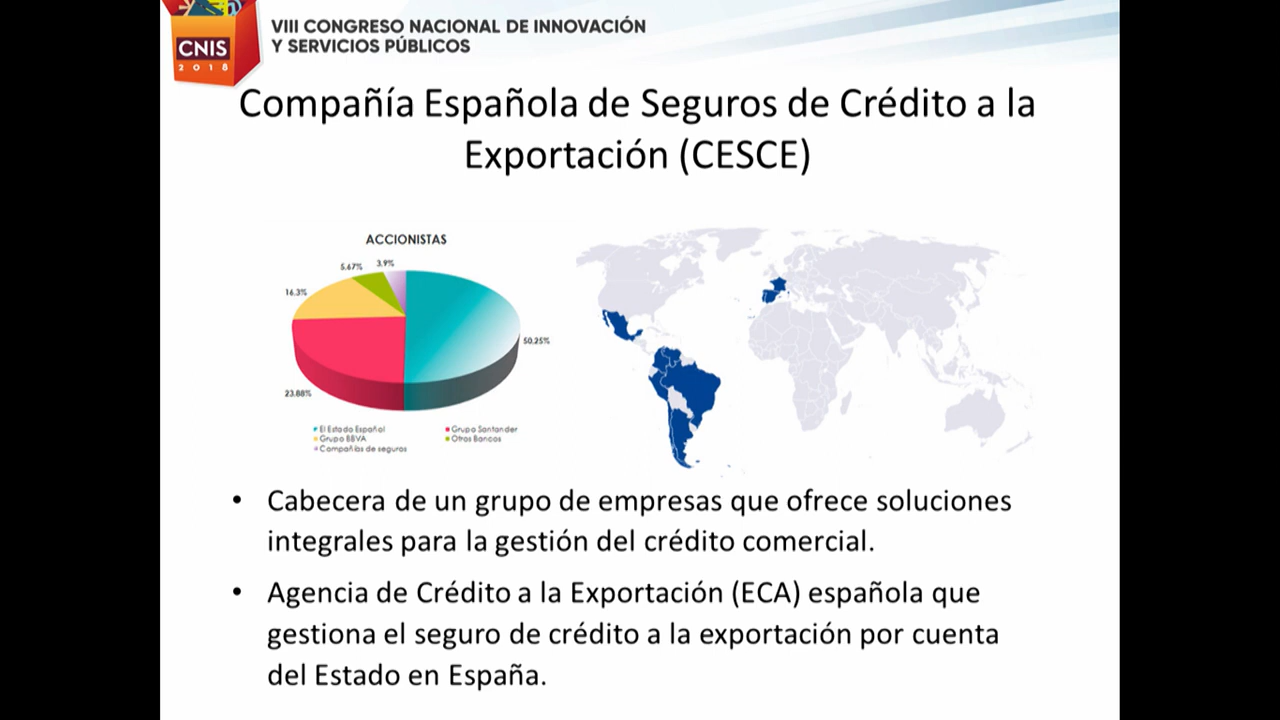 CNIS
2018
VIII CONGRESO NACIONAL DE INNOVACIÓN
Y SERVICIOS PÚBLICOS
Compañía Española de Seguros de Crédito a la
Exportación (CESCE)
ACCIONISTAS
3.9%
5.67%
16.3%
50.25%
23.88%
El Estado Español
Grupo Santander
Grupo BBVA
Otros Bancos
Compañías de seguros
• Cabecera de un grupo de empresas que ofrece soluciones
integrales para la gestión del crédito comercial.
• Agencia de Crédito a la Exportación (ECA) española que
gestiona el seguro de crédito a la exportación por cuenta
del Estado en España.